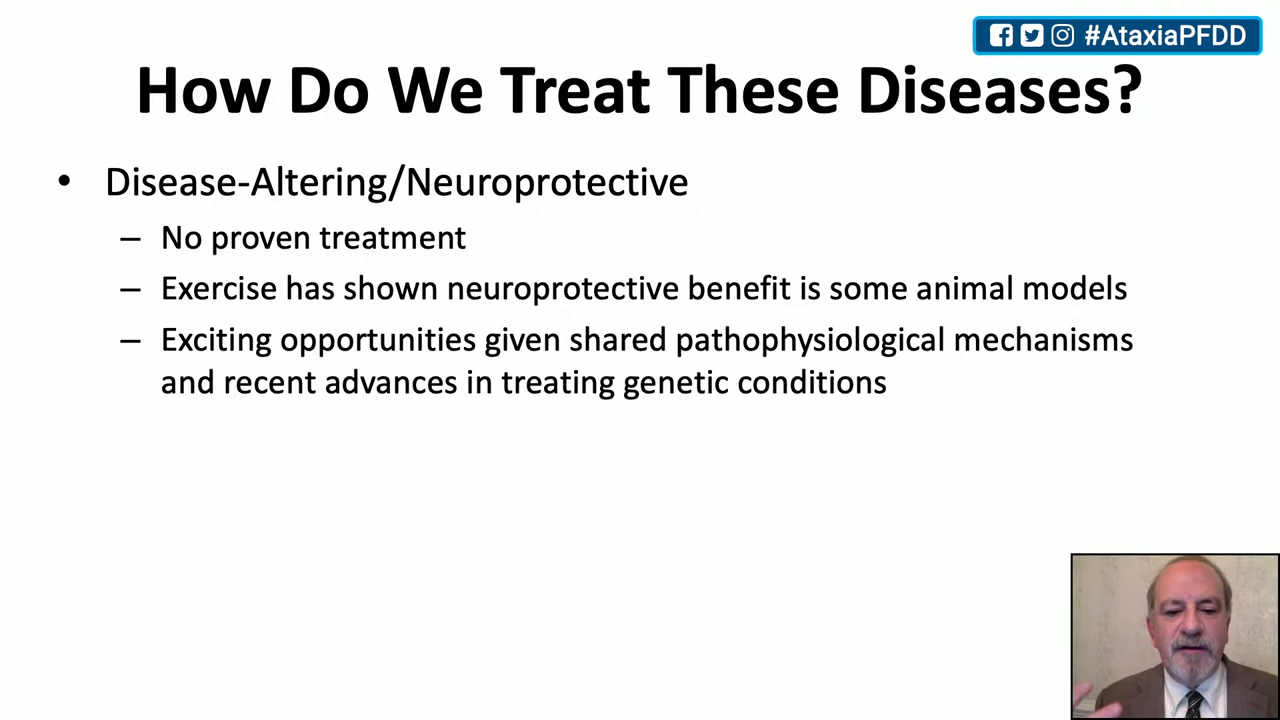 #AtaxiaPFDD
How Do We Treat These Diseases?
• Disease-Altering/Neuroprotective
– No proven treatment
– Exercise has shown neuroprotective benefit is some animal models
– Exciting opportunities given shared pathophysiological mechanisms
and recent advances in treating genetic conditions